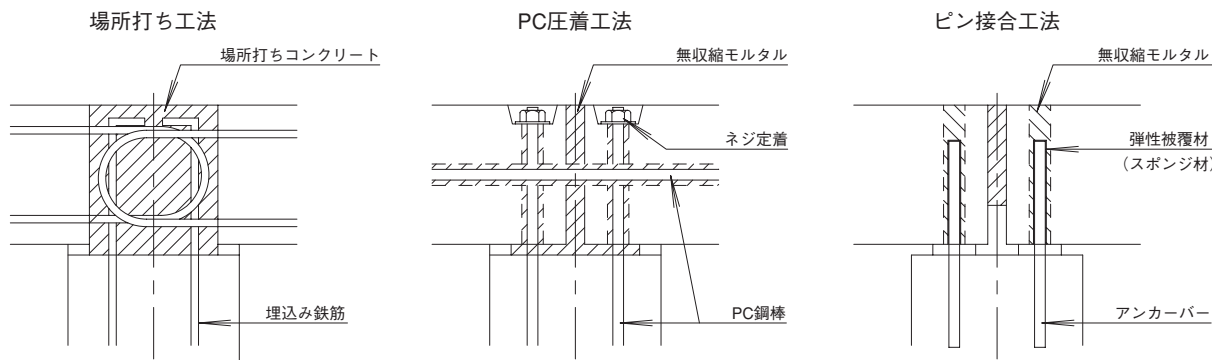 場所打ち工法
場所打ちコンクリート
埋込み鉄筋
PC圧着工法
無収縮モルタル
ネジ定着
PC鋼棒
ピン接合工法
無収縮モルタル
弾性被覆材
(スポンジ材)
アンカーバー